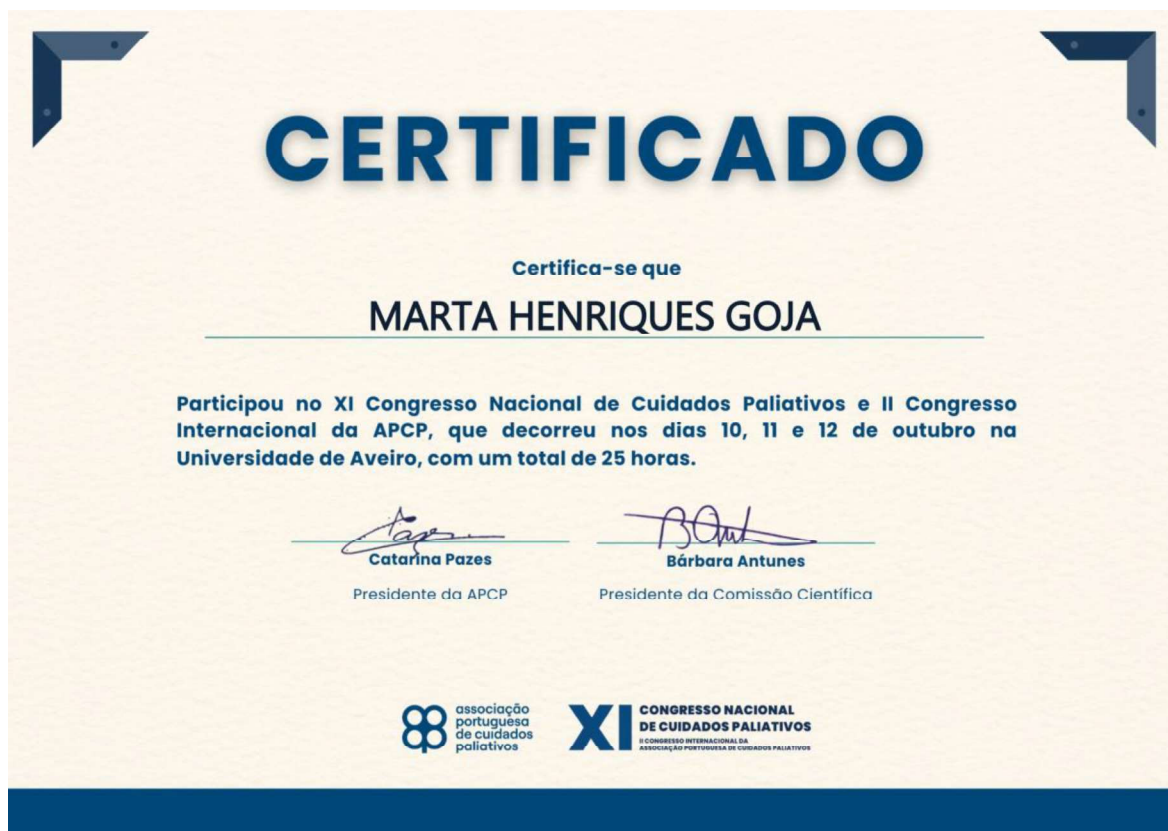 CERTIFICADO
Certifica-se que
MARTA HENRIQUES GOJA
Participou no XI Congresso Nacional de Cuidados Paliativos e II Congresso
Internacional da APCP, que decorreu nos dias 10, 11 e 12 de outubro na
Universidade de Aveiro, com um total de 25 horas.
Catarina Pazes
Bárbara Antunes
Presidente da APCP
Presidente da Comissão Científica
associação
portuguesa
de cuidados
paliativos
XI
CONGRESSO NACIONAL
DE CUIDADOS PALIATIVOS
II CONGRESSO INTERNACIONAL DA
ASSOCIAÇÃO PORTUGUESA DE CUIDADOS PALIATIVOS